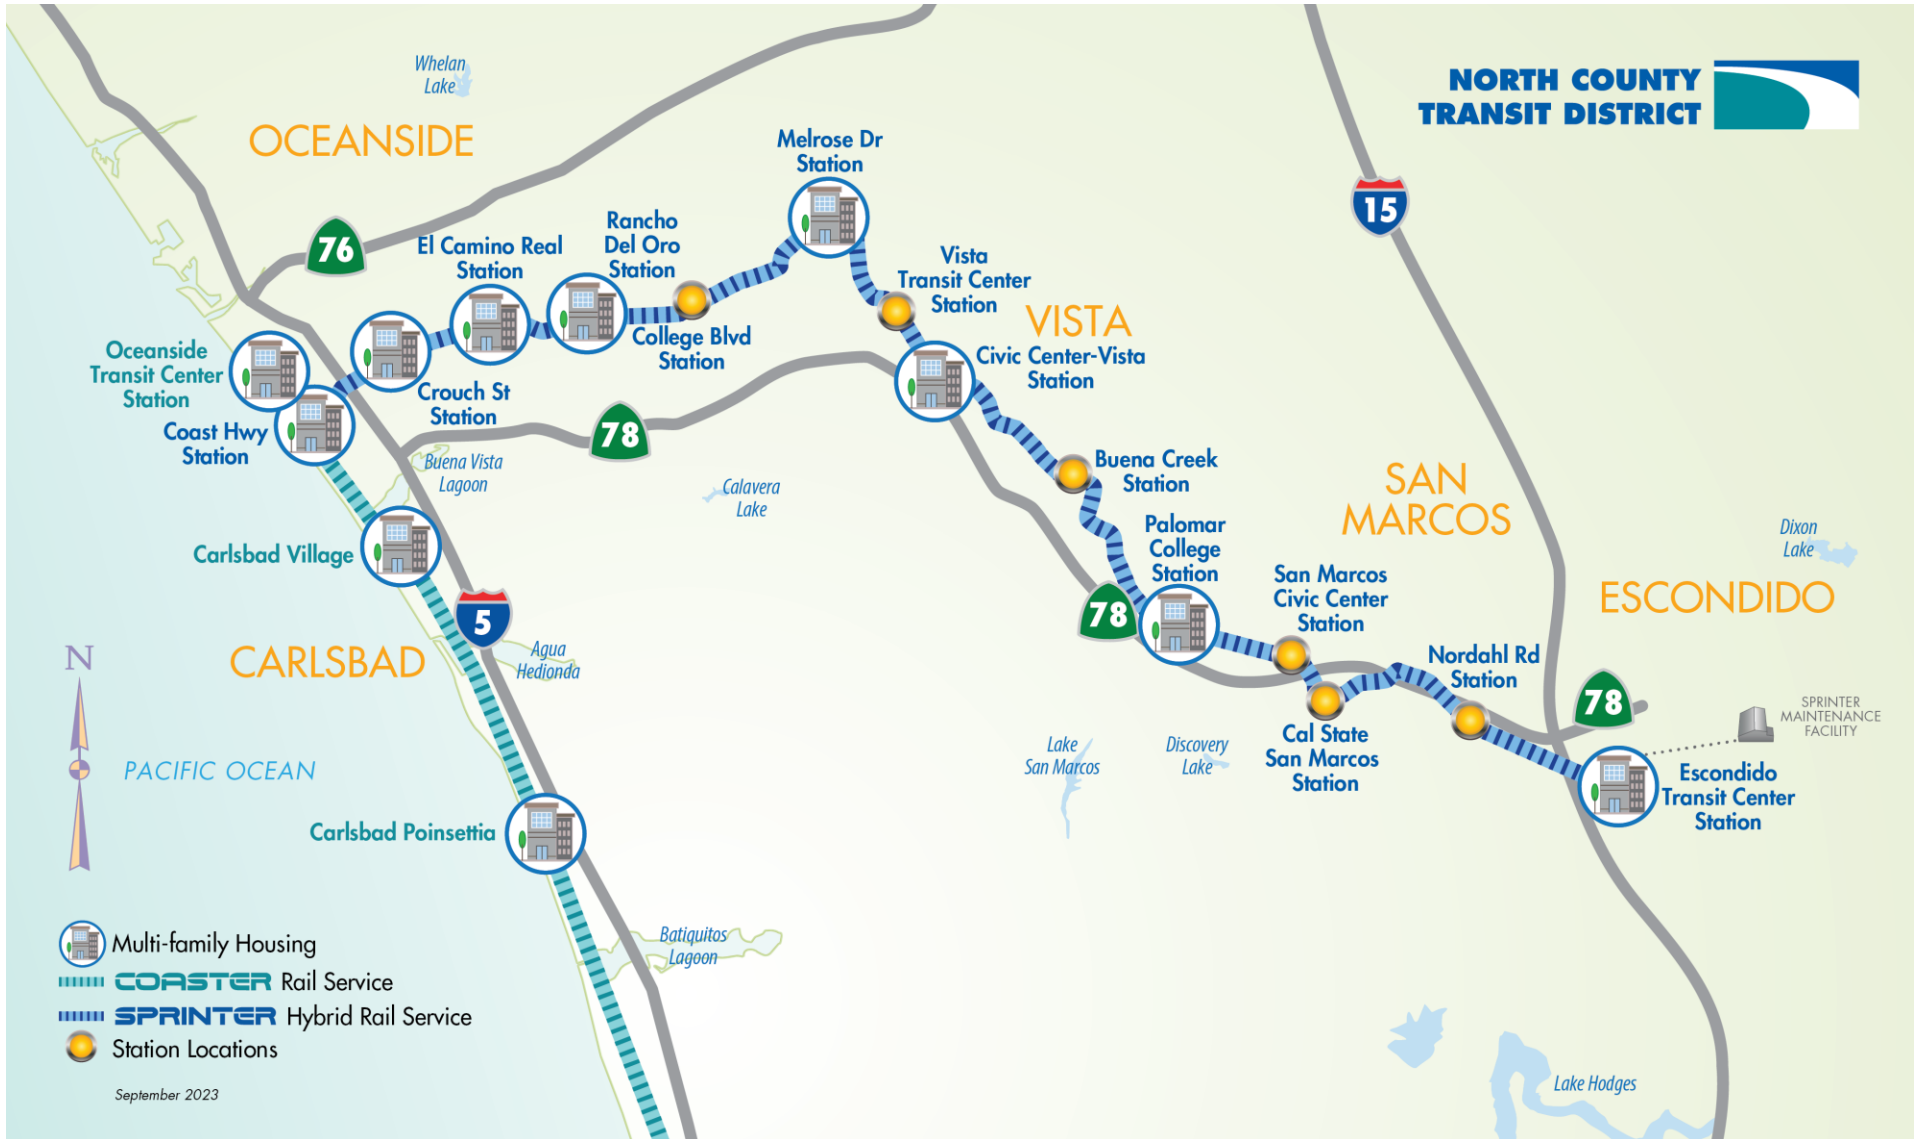 NORTH COUNTY
TRANSIT DISTRICT
Whelan
Lake
OCEANSIDE
76
15
Melrose Dr
Station
El Camino Real
Station
Rancho
Del Oro
Station
College Blvd
Station
Vista
Transit Center
Station
VISTA
Civic Center-Vista
Station
Oceanside
Transit Center
Station
Coast Hwy
Station
Crouch St
Station
78
Buena Vista
Lagoon
Calavera
Lake
Buena Creek
Station
SAN
MARCOS
Palomar
College
Station
78
San Marcos
Civic Center
Station
Dixon
Lake
ESCONDIDO
Carlsbad Village
5
Agua
Hedionda
CARLSBAD
N
PACIFIC OCEAN
Nordahl Rd
Station
78
SPRINTER
MAINTENANCE
FACILITY
Lake
San Marcos
Discovery
Lake
Cal State
San Marcos
Station
Escondido
Transit Center
Station
Carlsbad Poinsettia
Batiquitos
Lagoon
Lake Hodges
Multi-family Housing
COASTER Rail Service
SPRINTER Hybrid Rail Service
Station Locations
September 2023